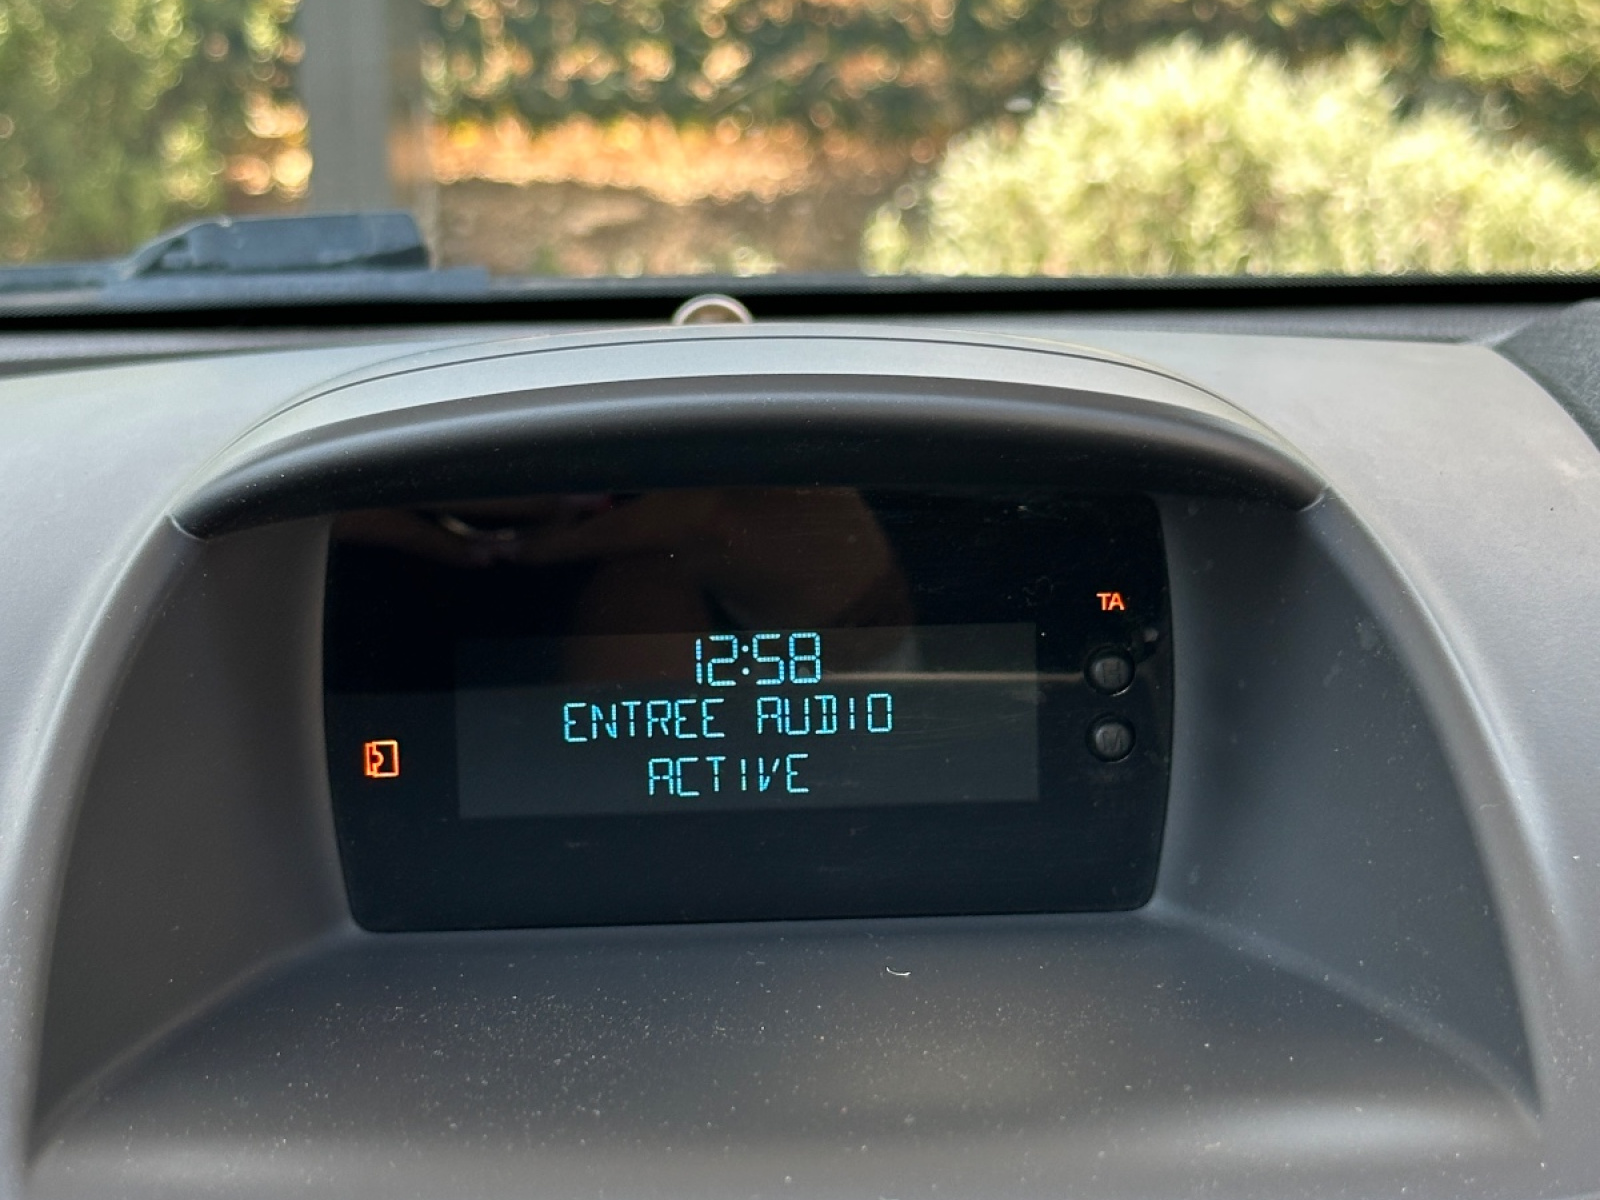 TA
12:58
ENTREE AUDIO
ACTIVE
H
M